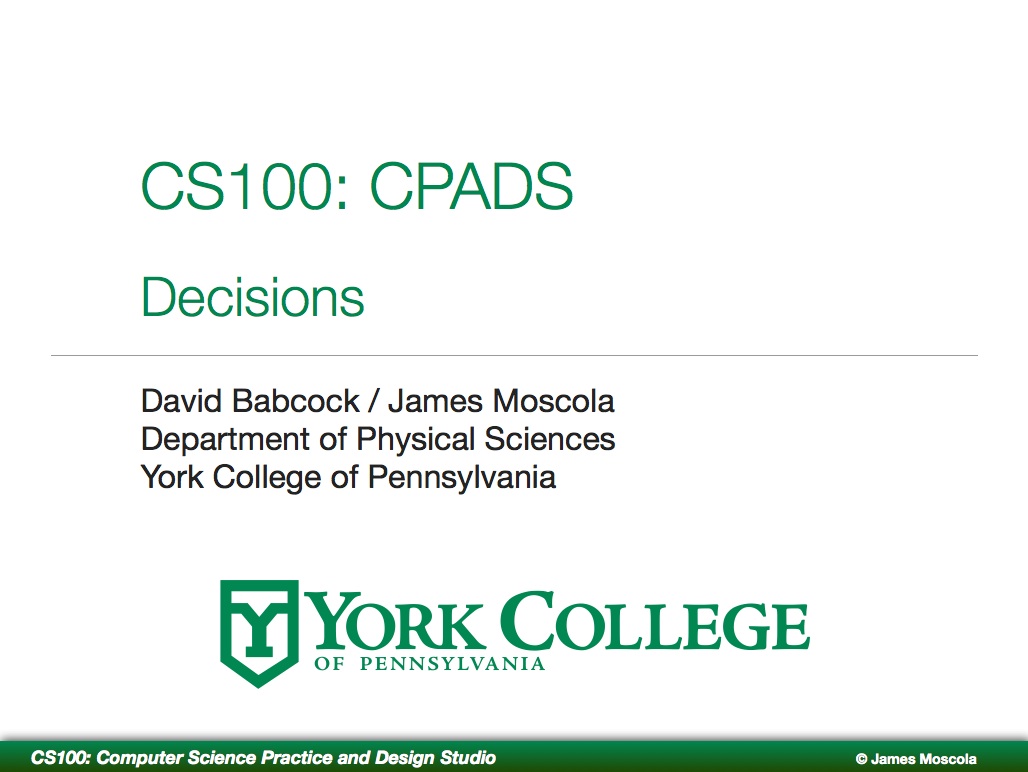 CS100: CPADS
Decisions
David Babcock / James Moscola
Department of Physical Sciences
York College of Pennsylvania
Y YORK COLLEGE
OF PENNSYLVANIA
CS100: Computer Science Practice and Design Studio
© James Moscola